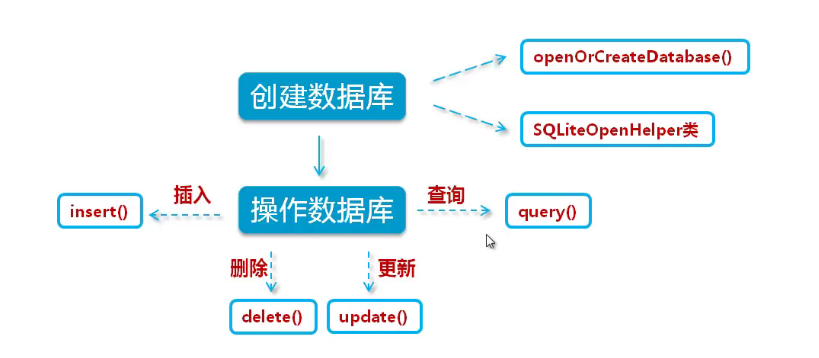 openOrCreateDatabase()
创建数据库
SQLiteOpenHelper类
插入
操作数据库
查询
insert()
query()
删除
更新
delete()
update()